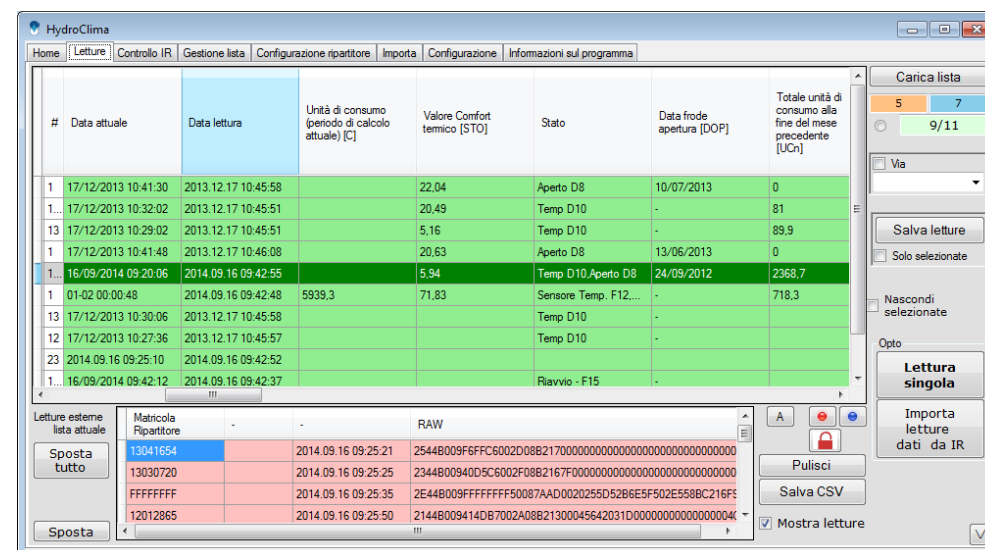 HydroClima
Home Letture Controllo IR Gestione lista Configurazione ripartitore Importa Configurazione Informazioni sul programma
# Data attuale Data lettura Unità di consumo (periodo di calcolo attuale) [C] Valore Comfort termico [STO] Stato Data frode apertura [DOP] Totale unità di consumo alla fine del mese precedente [UCn]
1 17/12/2013 10:41:30 2013.12.17 10:45:58 22,04 Aperto D8 10/07/2013 0
1... 17/12/2013 10:32:02 2013.12.17 10:45:51 20,49 Temp D10 - 81
13 17/12/2013 10:29:02 2013.12.17 10:45:51 5,16 Temp D10 - 89,9
1 17/12/2013 10:41:48 2013.12.17 10:46:08 20,63 Aperto D8 13/06/2013 0
1... 16/09/2014 09:20:06 2014.09.16 09:42:55 5,94 Temp D10,Aperto D8 24/09/2012 2368,7
1 01-02 00:00:48 2014.09.16 09:42:48 5939,3 71,83 Sensore Temp. F12,... - 718,3
13 17/12/2013 10:30:06 2013.12.17 10:45:58 Temp D10 -
12 17/12/2013 10:27:36 2013.12.17 10:45:57 Temp D10 -
23 2014.09.16 09:25:10 2014.09.16 09:42:52
1... 16/09/2014 09:42:12 2014.09.16 09:42:37 Riavvio - F15 -
Carica lista
5 7
9/11
Via
Salva letture
Solo selezionate
Nascondi
selezionate
Opto
Lettura
singola
Importa
letture
dati da IR
Letture esterne
lista attuale
Sposta
tutto
Sposta
Matricola Ripartitore - - RAW
13041654 2014.09.16 09:25:21 2544B009F6FFC6002D08B2170000000000000000000000000000
13030720 2014.09.16 09:25:25 2344B00940D5C6002F08B2167F00000000000000000000000000
FFFFFFFF 2014.09.16 09:25:35 2E44B009FFFFFFFF50087AAD0020255D52B6E5F502E558BC216F
12012865 2014.09.16 09:25:50 2144B009414DB7002A08B21300045642031D0000000000000004
A
Pulisci
Salva CSV
Mostra letture